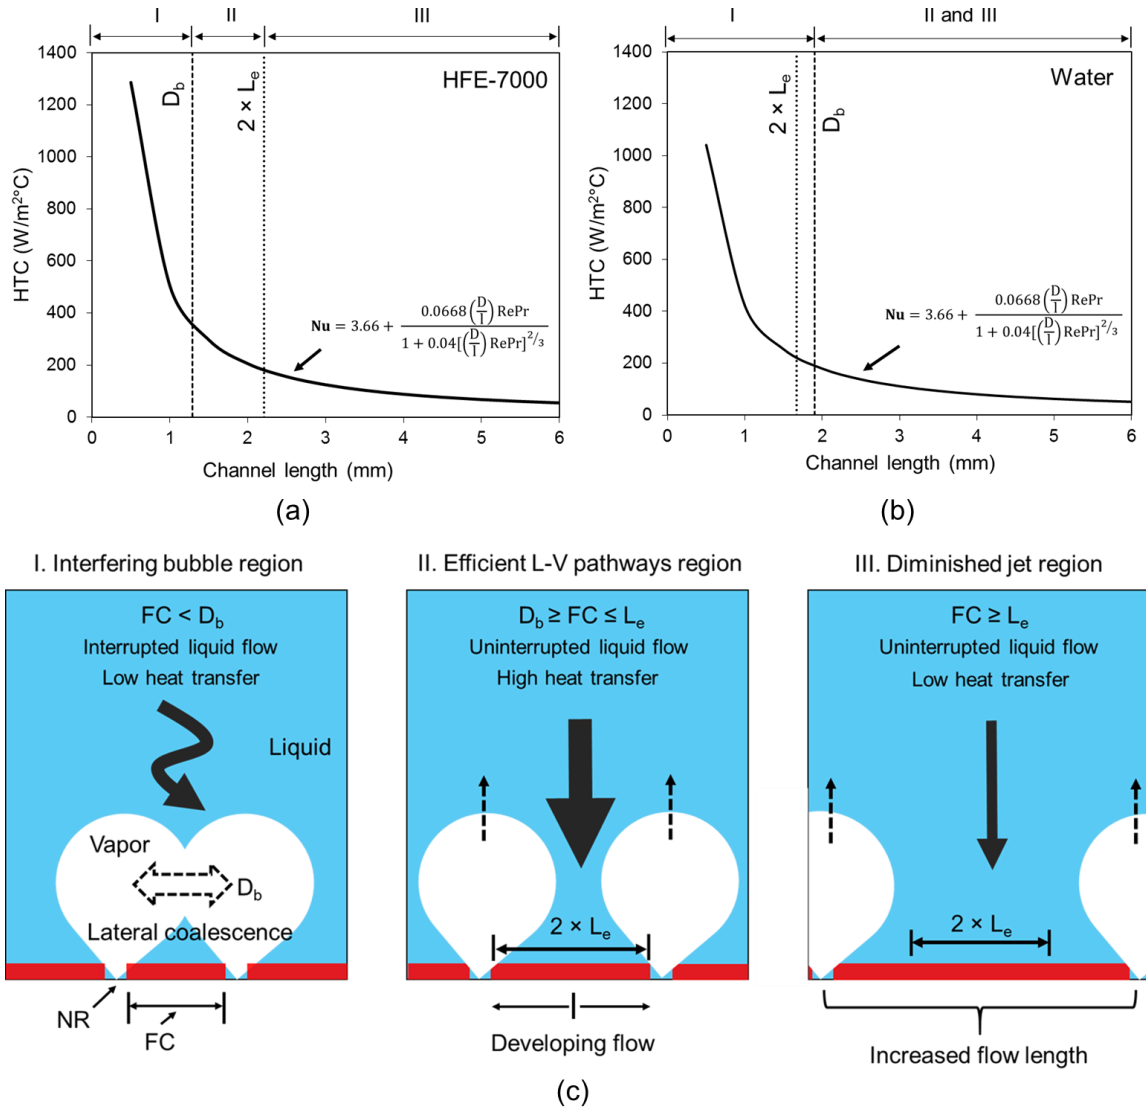 I II III
HFE-7000
D_b
2 × L_e
1400
1200
1000
800
600
400
200
0
HTC (W/m²°C)
Nu = 3.66 + 0.0668(D/l) RePr / 1 + 0.04[(D/l) RePr]^2/3
0 1 2 3 4 5 6
Channel length (mm)
(a)
I II and III
Water
2 × L_e
D_b
1400
1200
1000
800
600
400
200
0
HTC (W/m²°C)
Nu = 3.66 + 0.0668(D/l) RePr / 1 + 0.04[(D/l) RePr]^2/3
0 1 2 3 4 5 6
Channel length (mm)
(b)
I. Interfering bubble region
FC < D_b
Interrupted liquid flow
Low heat transfer
Liquid
Vapor
D_b
Lateral coalescence
NR
FC
II. Efficient L-V pathways region
D_b ≥ FC ≤ L_e
Uninterrupted liquid flow
High heat transfer
2 × L_e
Developing flow
III. Diminished jet region
FC ≥ L_e
Uninterrupted liquid flow
Low heat transfer
2 × L_e
Increased flow length
(c)